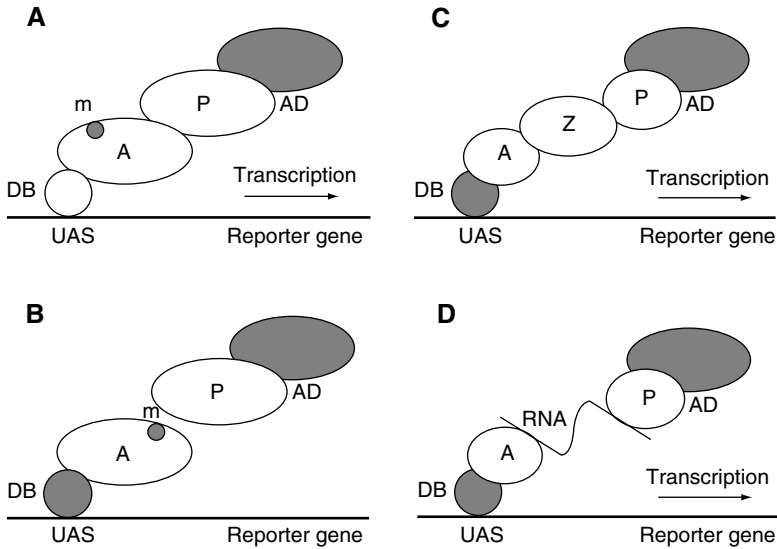 A
m
P
AD
A
DB
Transcription
UAS
Reporter gene
C
P
AD
Z
A
DB
Transcription
UAS
Reporter gene
B
P
AD
m
A
DB
UAS
Reporter gene
D
P
AD
RNA
A
DB
Transcription
UAS
Reporter gene